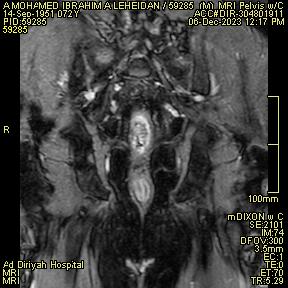 A MOHAMED IBRAHIM A LEHEIDAN / 59285 (M) MRI Pelvis w/C
14-Sep-1951 072Y ACC#DIR-304801911
PID:59285 06-Dec-2023 12:17 PM
59285
R
100mm
mDIXON w C
SE:2101
IM:74
DFOV:300
3.5mm
EC:1
TE:0
ET:70
TR:5.29
Ad Diriyah Hospital
MRI
MRI